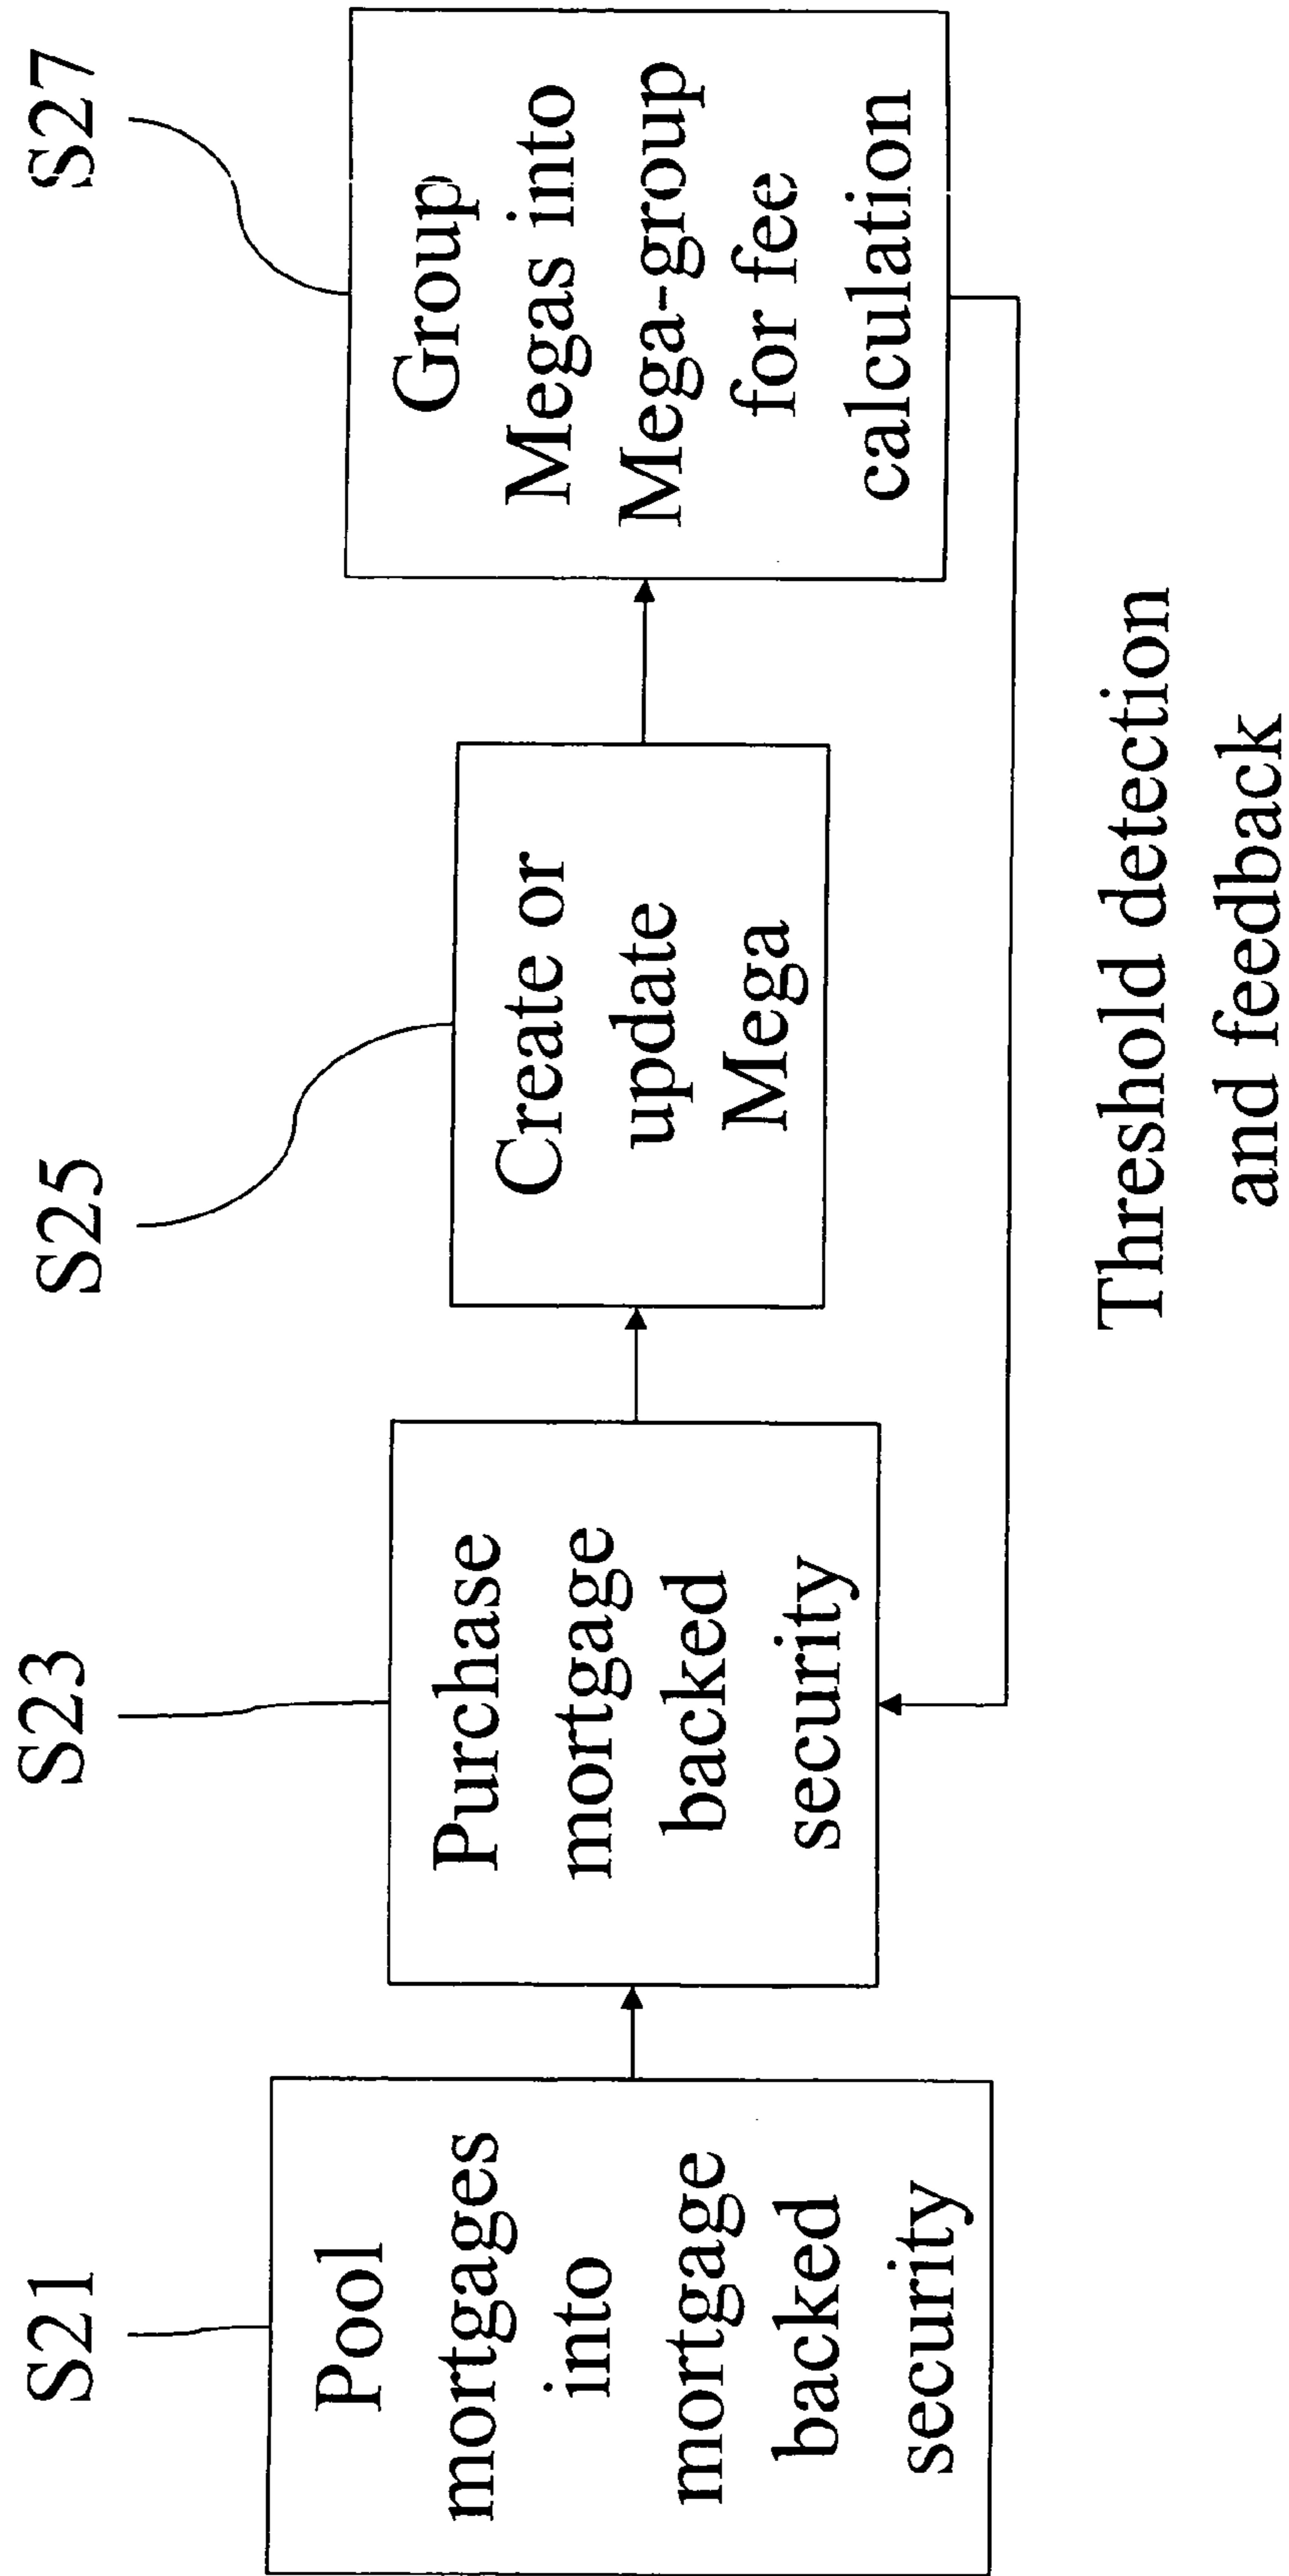 S21
Pool
mortgages
into
mortgage
backed
security
S23
Purchase
mortgage
backed
security
S25
Create or
update
Mega
S27
Group
Megas into
Mega-group
for fee
calculation
Threshold detection
and feedback